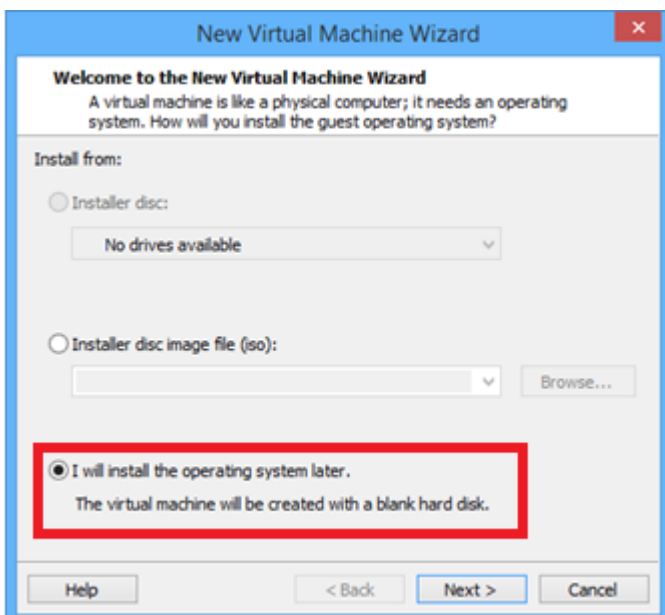 New Virtual Machine Wizard
Welcome to the New Virtual Machine Wizard
A virtual machine is like a physical computer; it needs an operating
system. How will you install the guest operating system?
Install from:
Installer disc:
No drives available
Installer disc image file (iso):
Browse...
I will install the operating system later.
The virtual machine will be created with a blank hard disk.
Help
< Back
Next >
Cancel